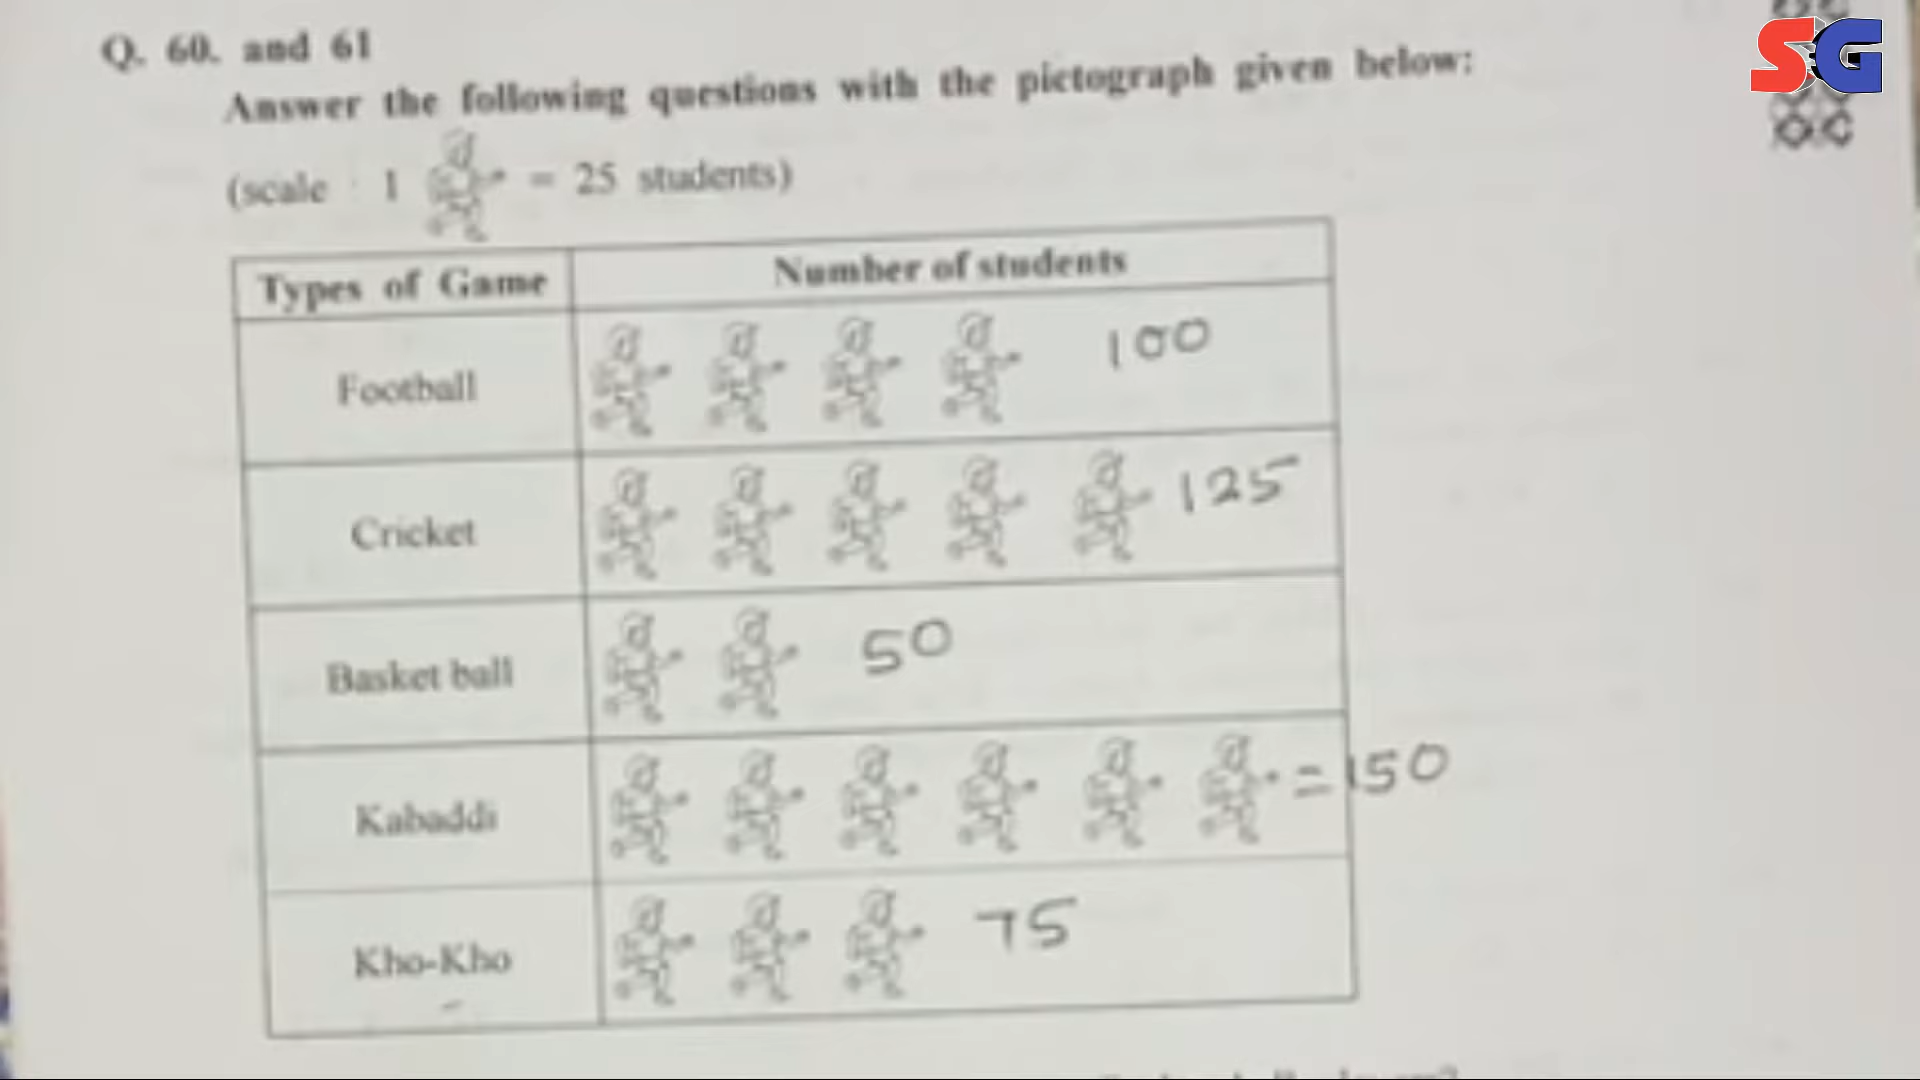 SG
Q. 60. and 61
Answer the following questions with the pictograph given below:
(scale 1 = 25 students)
Types of Game Number of students
Football 100
Cricket 125
Basket ball 50
Kabaddi = 150
Kho-Kho 75